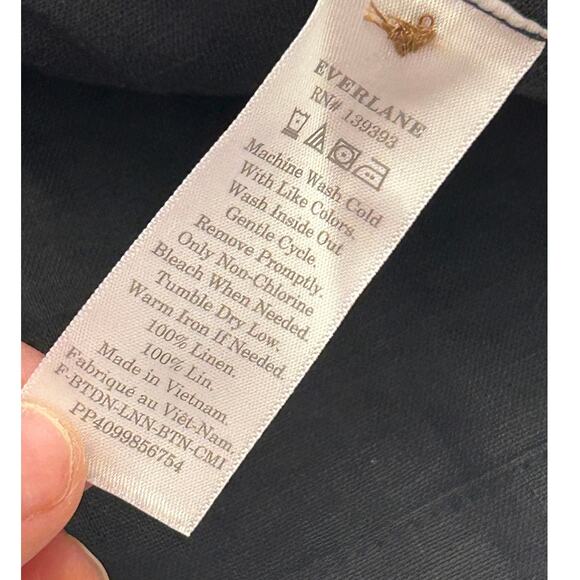 EVERLANE
RN# 139393
Machine Wash Cold
With Like Colors.
Wash Inside Out
Gentle Cycle.
Remove Promptly.
Only Non-Chlorine
Bleach When Needed.
Tumble Dry Low.
Warm Iron If Needed.
100% Linen.
100% Lin.
Made in Vietnam.
Fabriqué au Viêt-Nam.
F-BTDN-LNN-BTN-CMI
PP4099856754